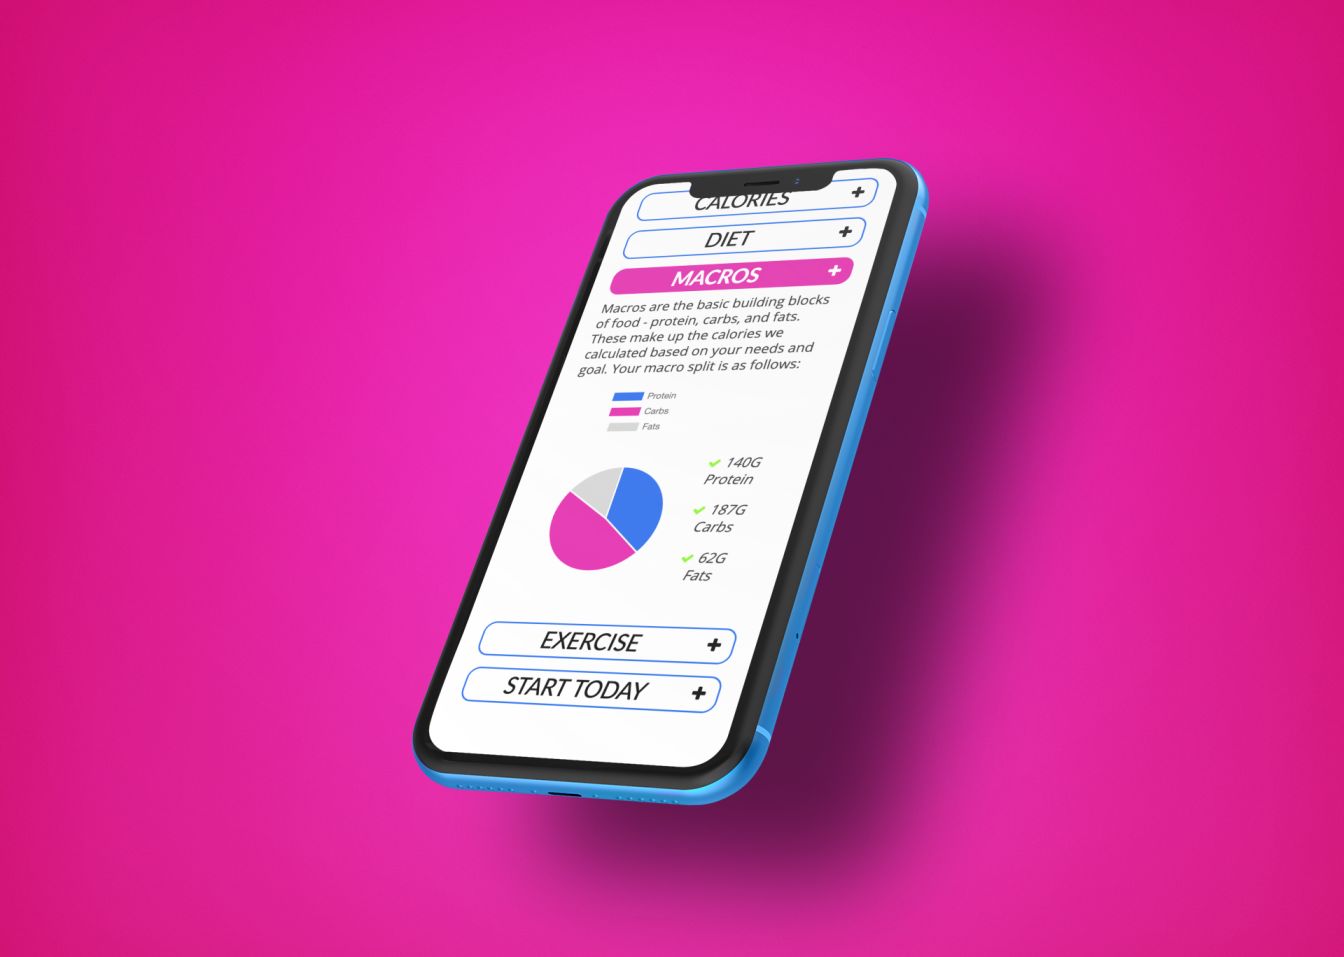 CALORIES +
DIET +
MACROS +
Macros are the basic building blocks
of food - protein, carbs, and fats.
These make up the calories we
calculated based on your needs and
goal. Your macro split is as follows:
Protein
Carbs
Fats
140G
Protein
187G
Carbs
62G
Fats
EXERCISE +
START TODAY +